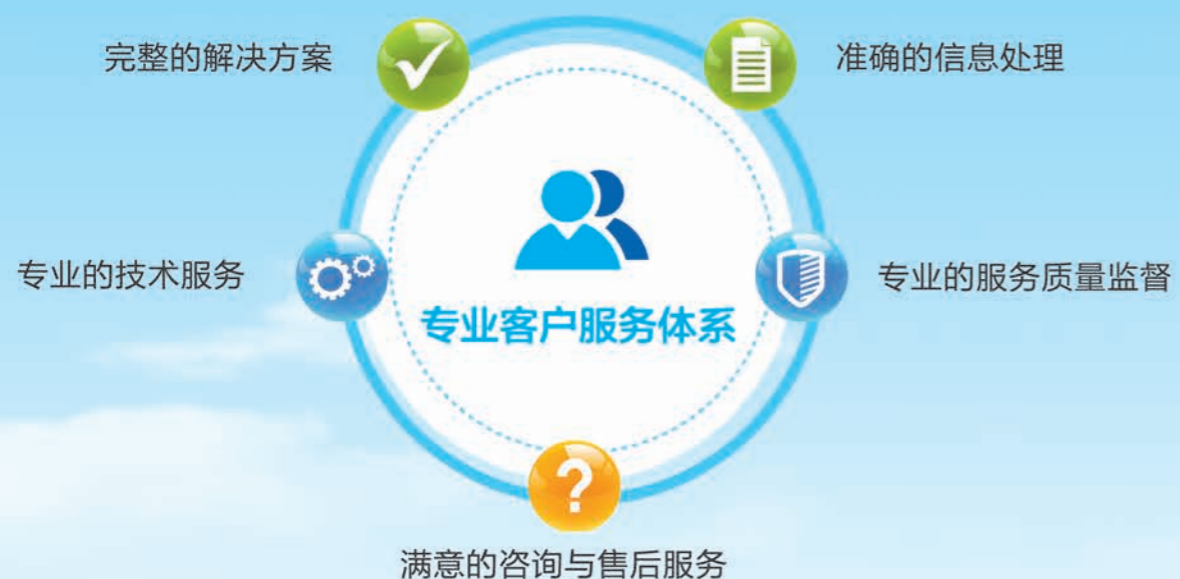 完整的解决方案
准确的信息处理
专业的技术服务
专业的服务质量监督
专业客户服务体系
?
满意的咨询与售后服务